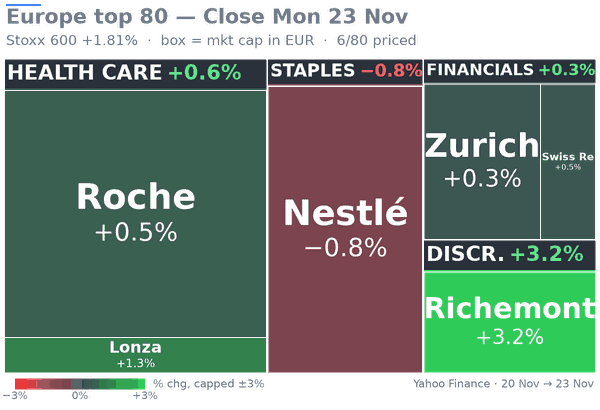 Europe top 80 — Close Mon 23 Nov
Stoxx 600 +1.81%  ·  box = mkt cap in EUR  ·  6/80 priced
HEALTH CARE +0.6%
STAPLES −0.8%
FINANCIALS +0.3%
Roche
+0.5%
Lonza
+1.3%
Nestlé
−0.8%
Zurich
+0.3%
Swiss Re
+0.5%
DISCR. +3.2%
Richemont
+3.2%
% chg, capped ±3%
−3%
0%
+3%
Yahoo Finance · 20 Nov → 23 Nov